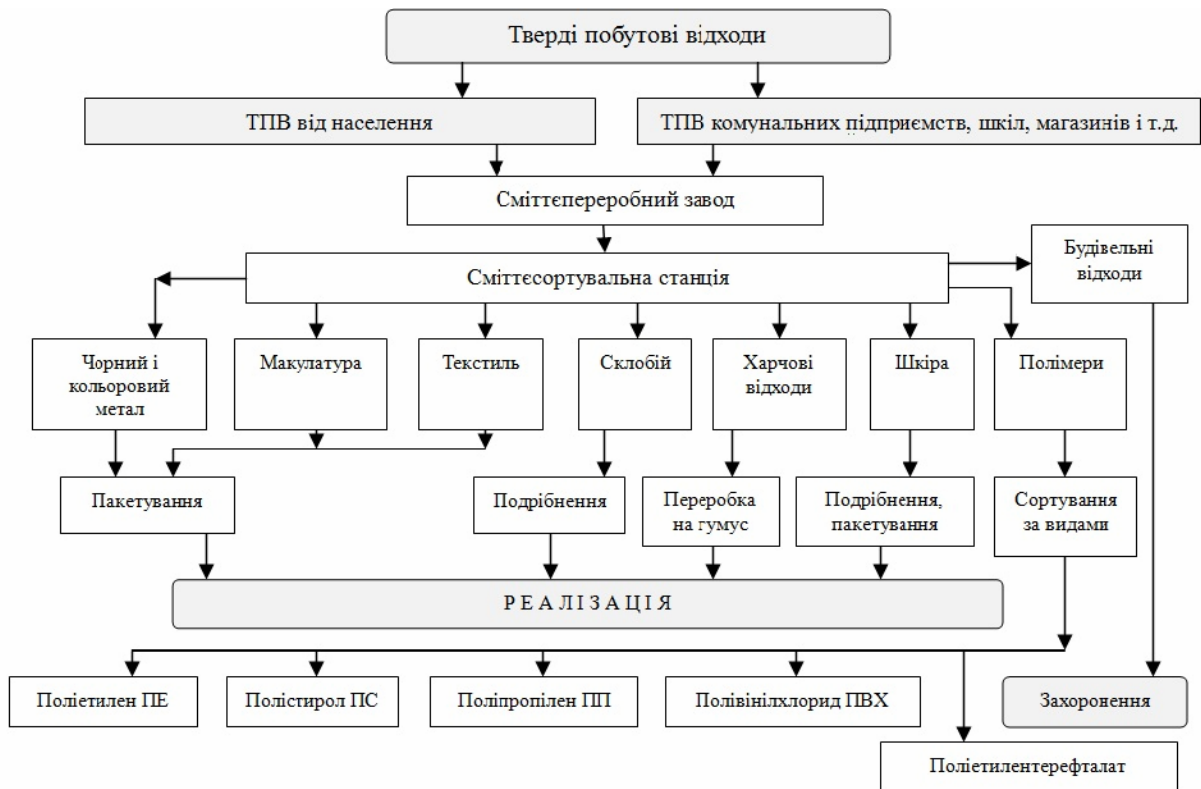 Тверді побутові відходи
ТПВ від населення
ТПВ комунальних підприємств, шкіл, магазинів і т.д.
Сміттєпереробний завод
Будівельні
відходи
Сміттєсортувальна станція
Чорний і
кольоровий
метал
Макулатура
Текстиль
Склобій
Харчові
відходи
Шкіра
Полімери
Пакетування
Подрібнення
Переробка
на гумус
Подрібнення,
пакетування
Сортування
за видами
Р Е А Л І З А Ц І Я
Поліетилен ПЕ
Полістирол ПС
Поліпропілен ПП
Полівінілхлорид ПВХ
Захоронення
Поліетилентерефталат